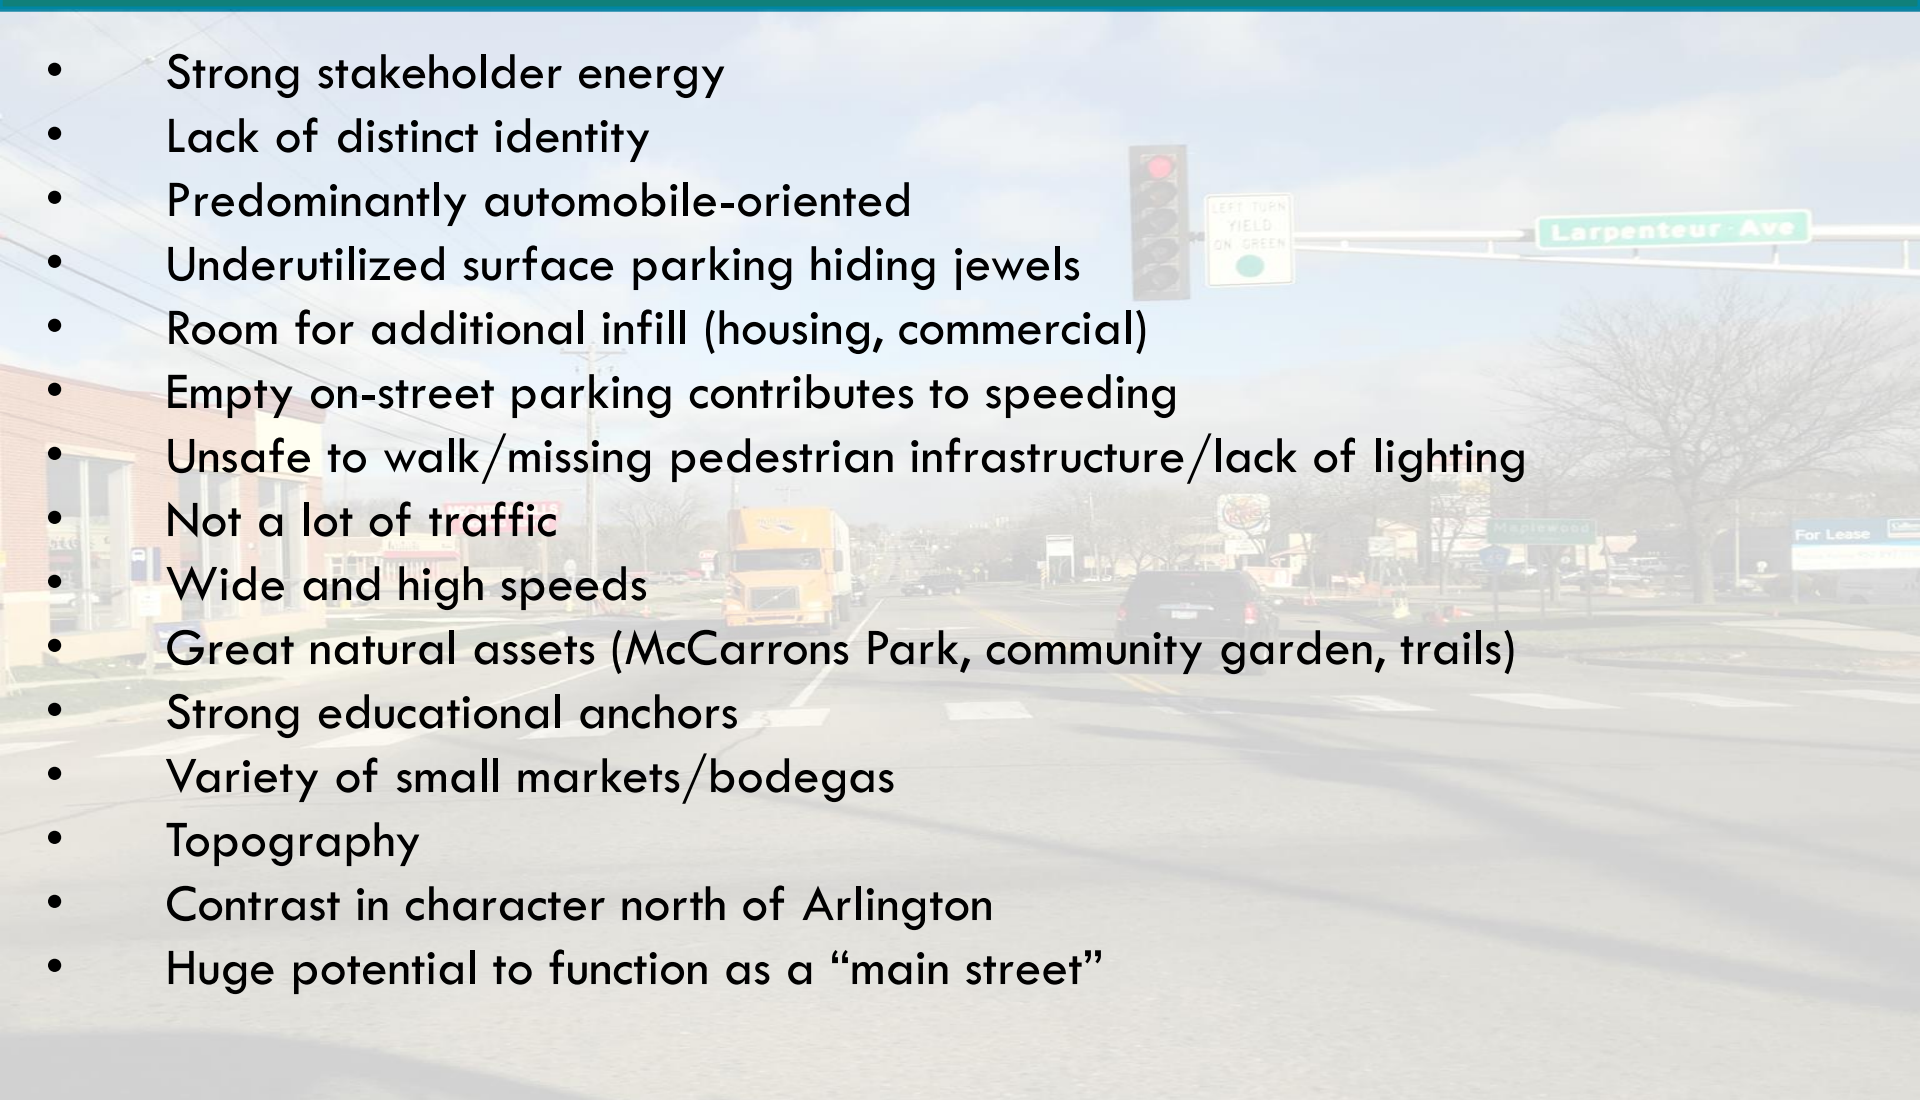 • Strong stakeholder energy
• Lack of distinct identity
• Predominantly automobile-oriented
• Underutilized surface parking hiding jewels
• Room for additional infill (housing, commercial)
• Empty on-street parking contributes to speeding
• Unsafe to walk/missing pedestrian infrastructure/lack of lighting
• Not a lot of traffic
• Wide and high speeds
• Great natural assets (McCarrons Park, community garden, trails)
• Strong educational anchors
• Variety of small markets/bodegas
• Topography
• Contrast in character north of Arlington
• Huge potential to function as a “main street”
LEFT TURN
YIELD
ON GREEN
Larpenteur Ave
Maplewood
For Lease